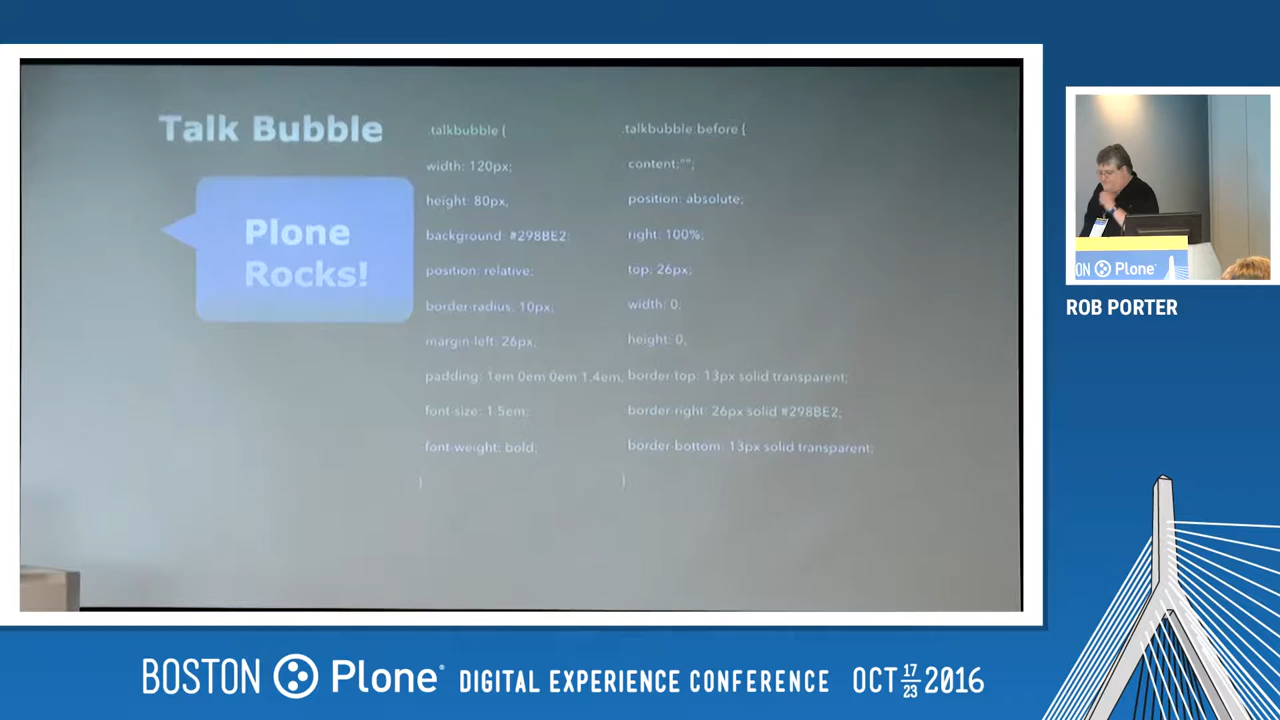 Talk Bubble
Plone
Rocks!
.talkbubble {
width: 120px;
height: 80px;
background: #298BE2;
position: relative;
border-radius: 10px;
margin-left: 26px;
padding: 1em 0em 0em 1.4em;
font-size: 1.5em;
font-weight: bold;
}
.talkbubble:before {
content:"";
position: absolute;
right: 100%;
top: 26px;
width: 0;
height: 0;
border-top: 13px solid transparent;
border-right: 26px solid #298BE2;
border-bottom: 13px solid transparent;
}
ON Plone
ROB PORTER
BOSTON Plone® DIGITAL EXPERIENCE CONFERENCE OCT 17 23 2016